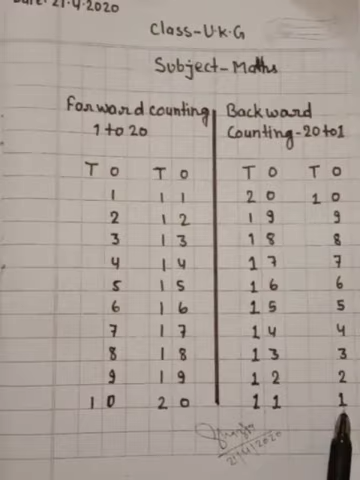 Date: 21.4.2020
Class-U.K.G
Subject-Maths
Forward counting
1 to 20
Backward
Counting-20 to 1
T O T O T O T O
1 1 1 2 0 1 0
2 1 2 1 9 9
3 1 3 1 8 8
4 1 4 1 7 7
5 1 5 1 6 6
6 1 6 1 5 5
7 1 7 1 4 4
8 1 8 1 3 3
9 1 9 1 2 2
1 0 2 0 1 1 1
21/4/2020